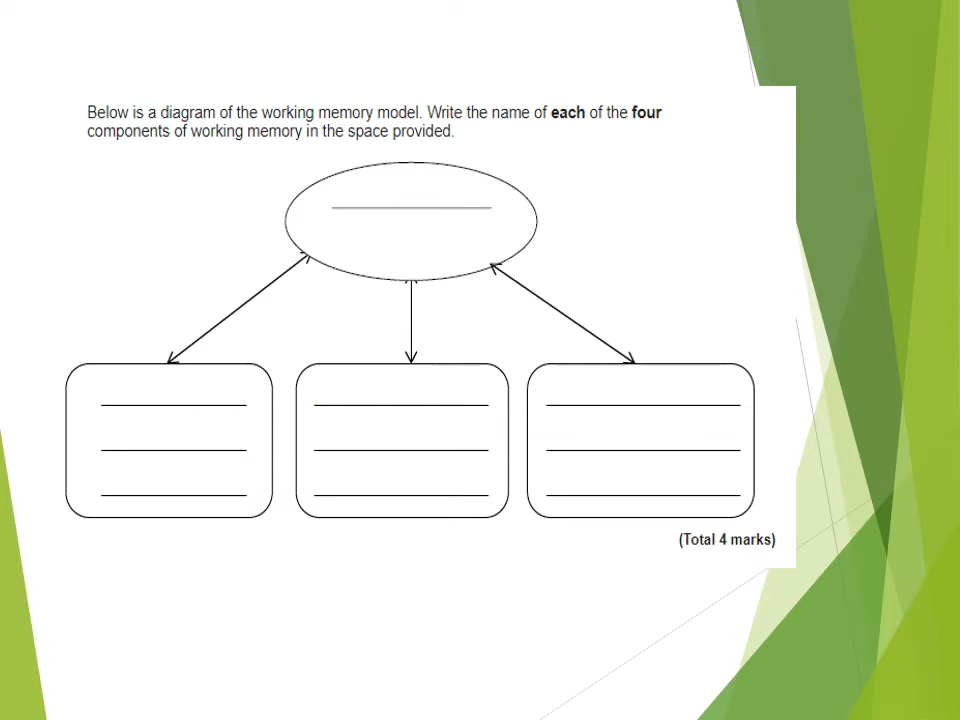 Below is a diagram of the working memory model. Write the name of each of the four
components of working memory in the space provided.
(Total 4 marks)